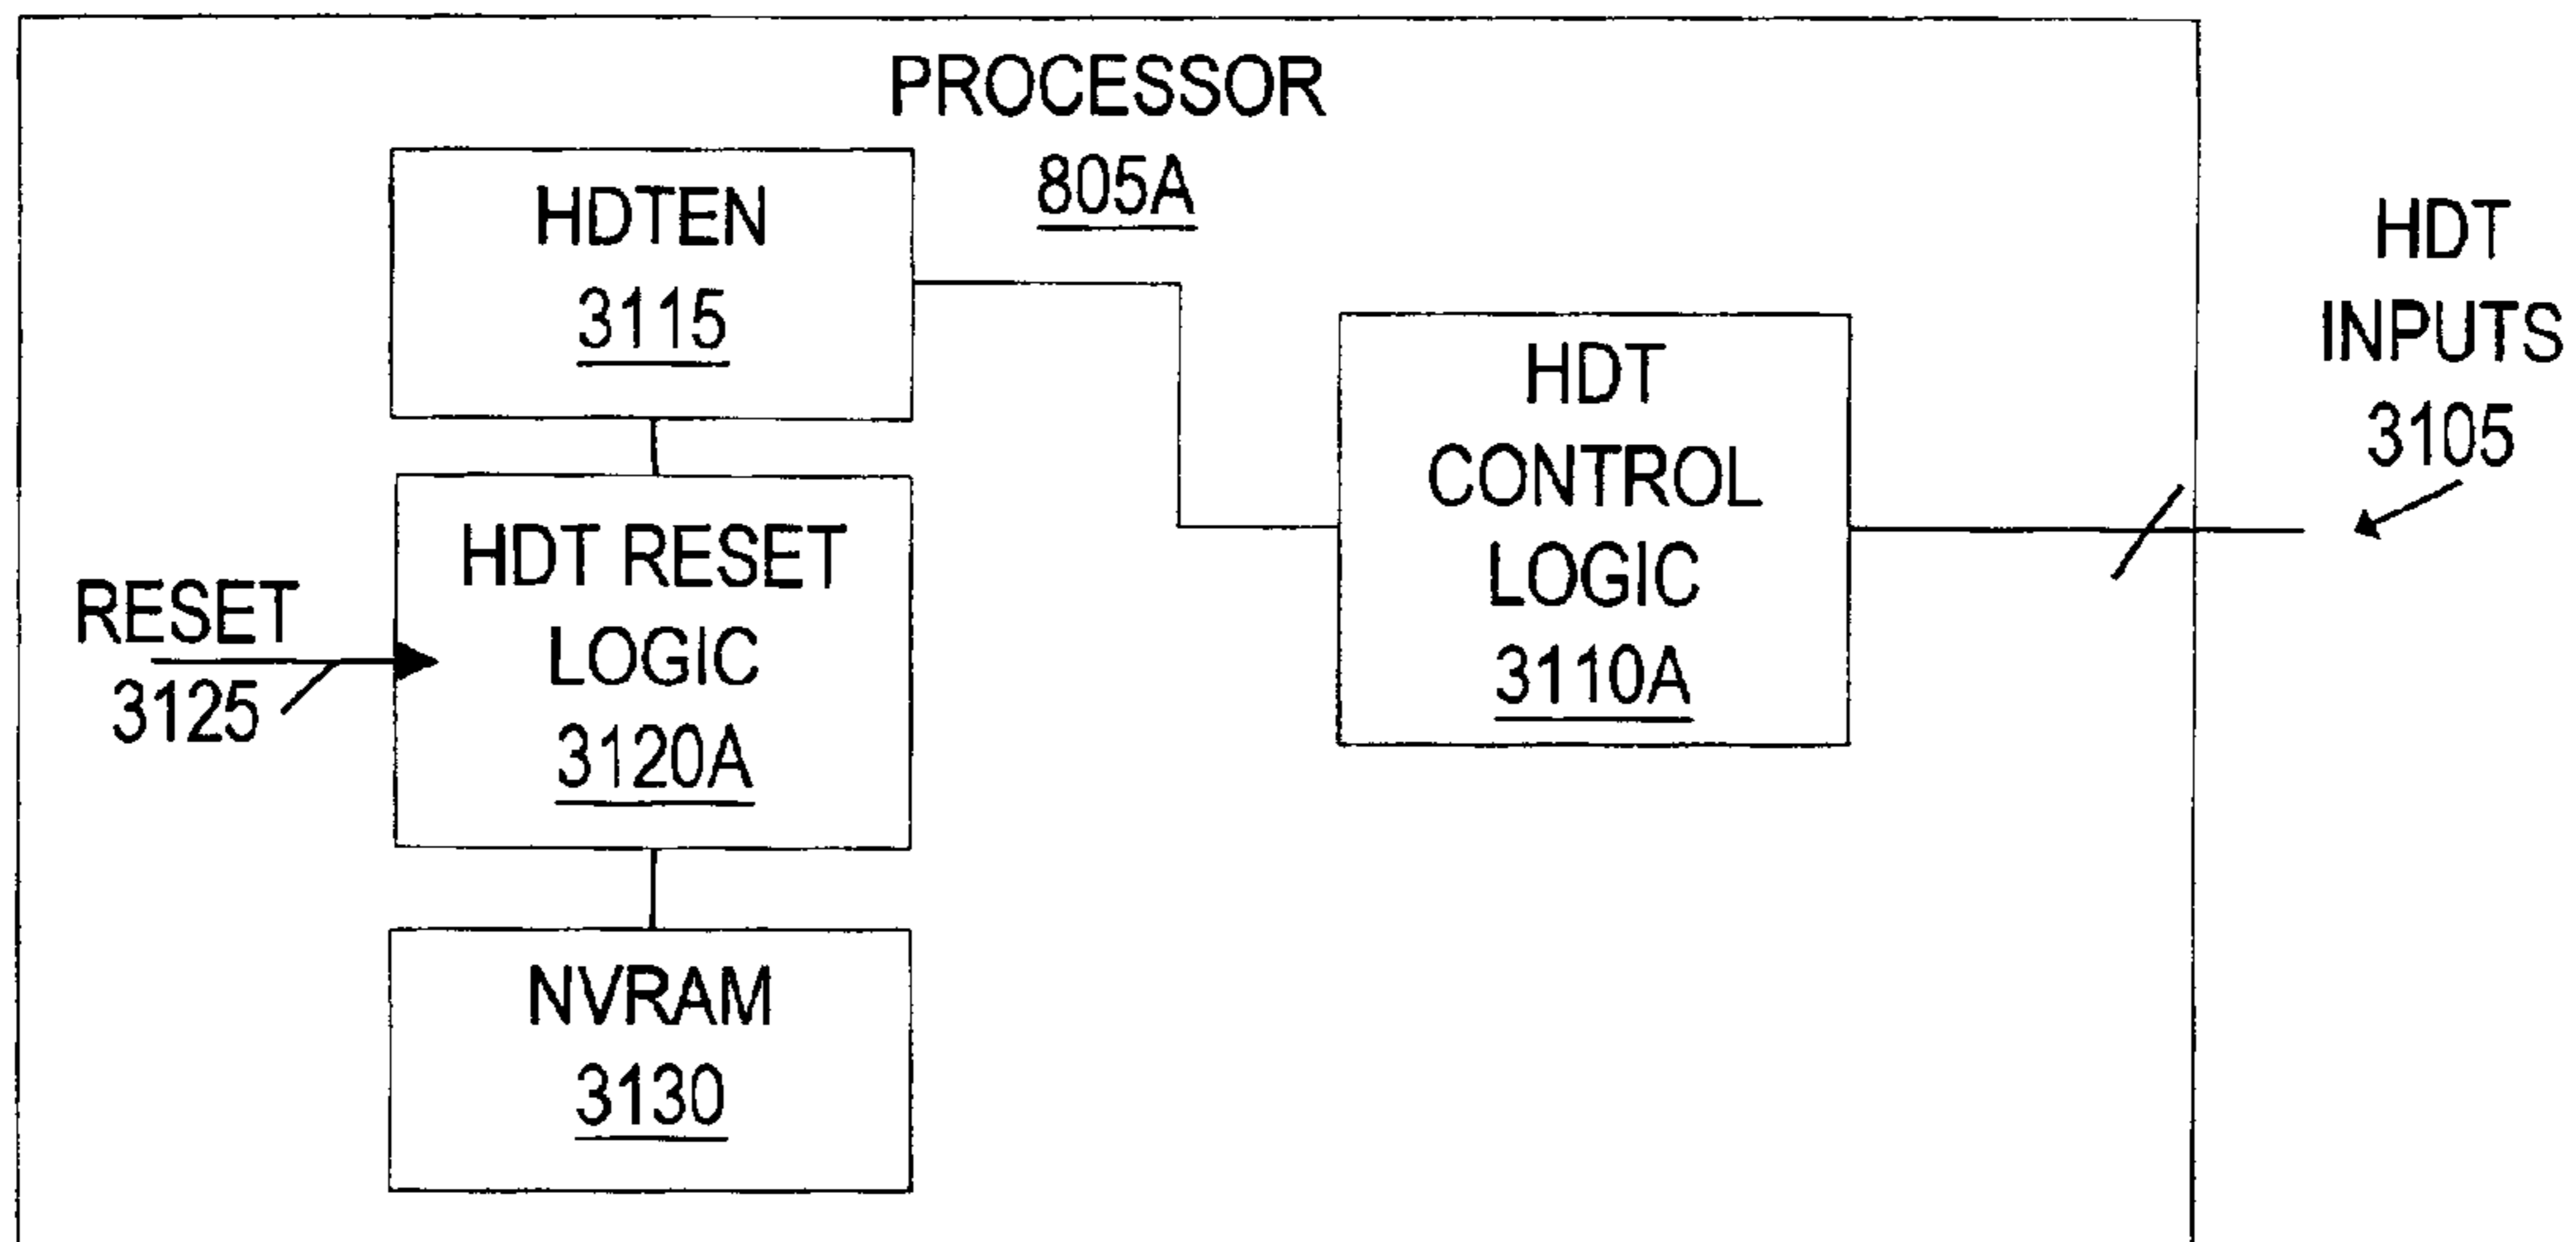 PROCESSOR
805A
HDTEN
3115
HDT RESET
LOGIC
3120A
RESET
3125
NVRAM
3130
HDT
CONTROL
LOGIC
3110A
HDT
INPUTS
3105